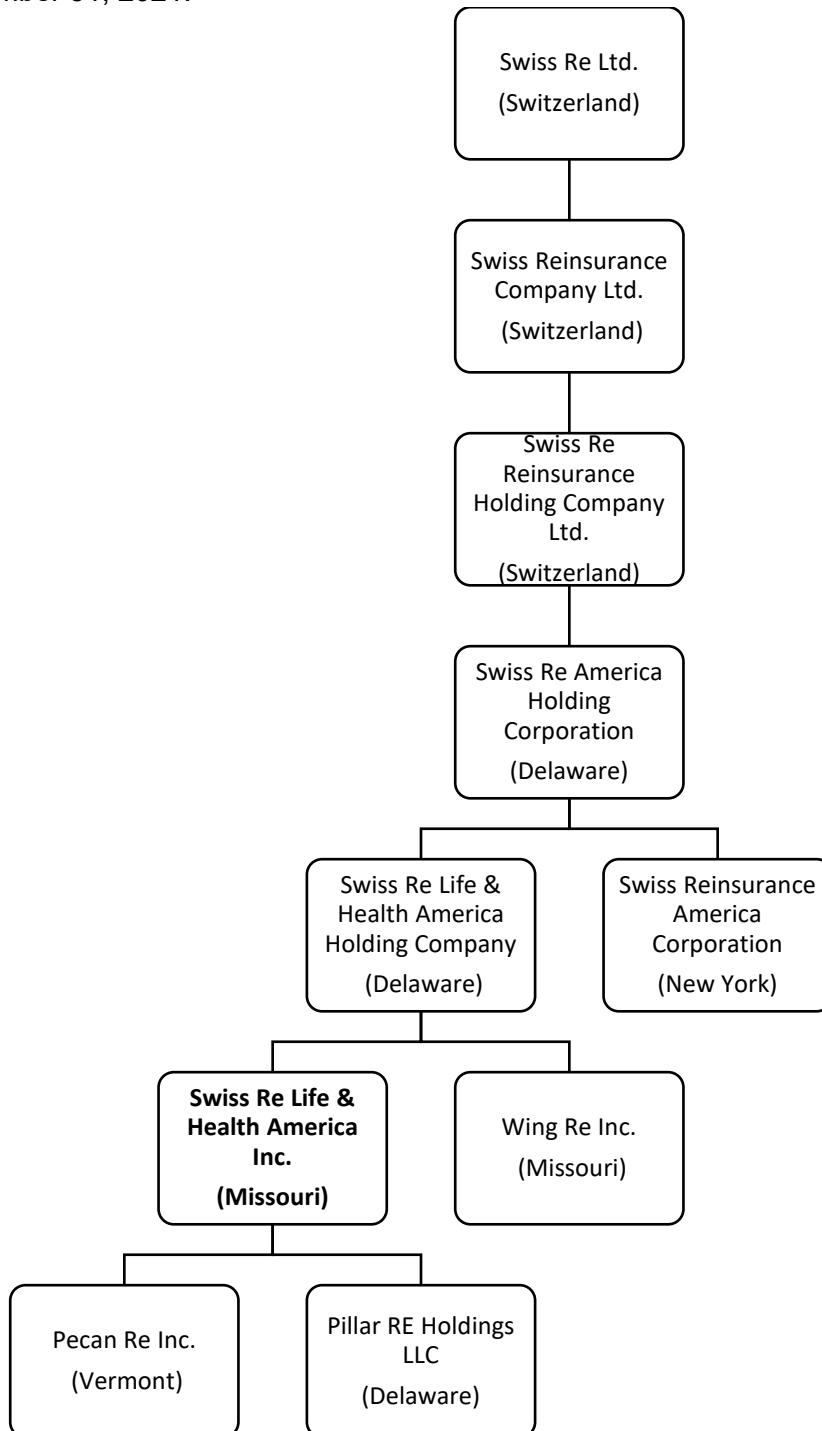 Swiss Re Ltd.
(Switzerland)
Swiss Reinsurance
Company Ltd.
(Switzerland)
Swiss Re
Reinsurance
Holding Company
Ltd.
(Switzerland)
Swiss Re America
Holding
Corporation
(Delaware)
Swiss Re Life &
Health America
Holding Company
(Delaware)
Swiss Reinsurance
America
Corporation
(New York)
Swiss Re Life &
Health America
Inc.
(Missouri)
Wing Re Inc.
(Missouri)
Pecan Re Inc.
(Vermont)
Pillar RE Holdings
LLC
(Delaware)